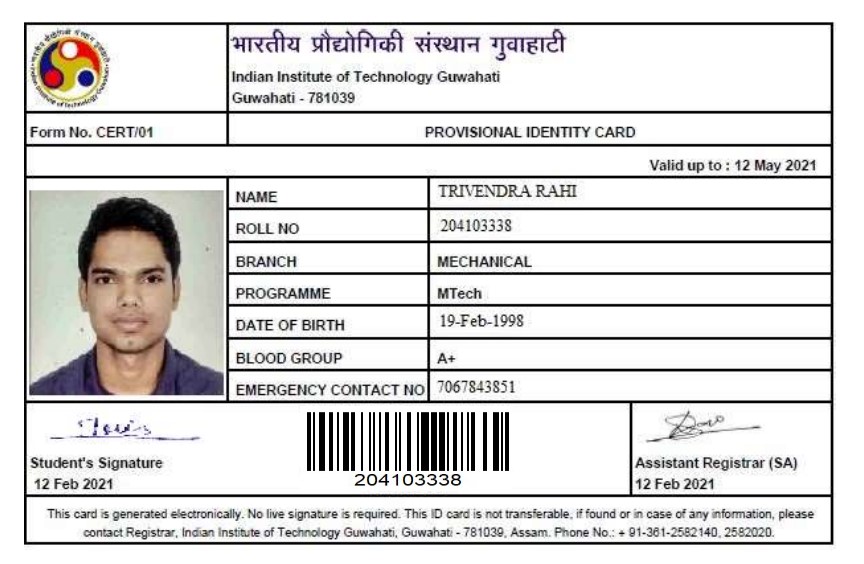 भारतीय प्रौद्योगिकी संस्थान गुवाहाटी
Indian Institute of Technology Guwahati
Guwahati - 781039
Form No. CERT/01
PROVISIONAL IDENTITY CARD
Valid up to : 12 May 2021
NAME TRIVENDRA RAHI
ROLL NO 204103338
BRANCH MECHANICAL
PROGRAMME MTech
DATE OF BIRTH 19-Feb-1998
BLOOD GROUP A+
EMERGENCY CONTACT NO 7067843851
204103338
Student's Signature
12 Feb 2021
Assistant Registrar (SA)
12 Feb 2021
This card is generated electronically. No live signature is required. This ID card is not transferable, if found or in case of any information, please
contact Registrar, Indian Institute of Technology Guwahati, Guwahati - 781039, Assam. Phone No.: + 91-361-2582140, 2582020.